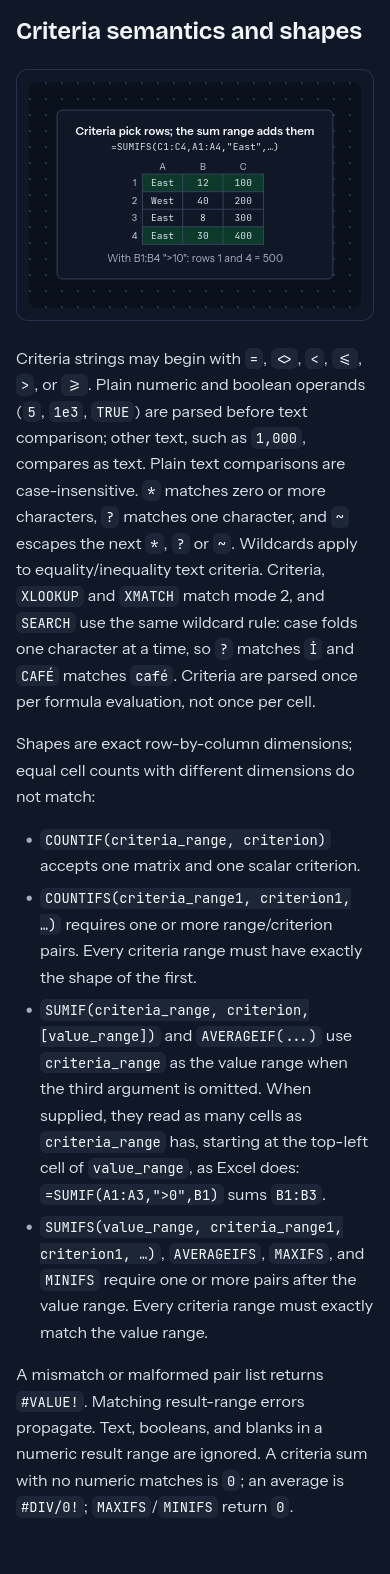 Criteria semantics and shapes
Criteria pick rows; the sum range adds them
=SUMIFS(C1:C4,A1:A4,"East",…)
A B C
1 East 12 100
2 West 40 200
3 East 8 300
4 East 30 400
With B1:B4 ">10": rows 1 and 4 = 500
Criteria strings may begin with =, <>, <, <=,
>, or >=. Plain numeric and boolean operands
(5, 1e3, TRUE) are parsed before text
comparison; other text, such as 1,000,
compares as text. Plain text comparisons are
case-insensitive. * matches zero or more
characters, ? matches one character, and ~
escapes the next *, ? or ~. Wildcards apply
to equality/inequality text criteria. Criteria,
XLOOKUP and XMATCH match mode 2, and
SEARCH use the same wildcard rule: case folds
one character at a time, so ? matches İ and
CAFÉ matches café. Criteria are parsed once
per formula evaluation, not once per cell.
Shapes are exact row-by-column dimensions;
equal cell counts with different dimensions do
not match:
• COUNTIF(criteria_range, criterion)
accepts one matrix and one scalar criterion.
• COUNTIFS(criteria_range1, criterion1,
…) requires one or more range/criterion
pairs. Every criteria range must have exactly
the shape of the first.
• SUMIF(criteria_range, criterion,
[value_range]) and AVERAGEIF(...) use
criteria_range as the value range when
the third argument is omitted. When
supplied, they read as many cells as
criteria_range has, starting at the top-left
cell of value_range, as Excel does:
=SUMIF(A1:A3,">0",B1) sums B1:B3.
• SUMIFS(value_range, criteria_range1,
criterion1, …), AVERAGEIFS, MAXIFS, and
MINIFS require one or more pairs after the
value range. Every criteria range must exactly
match the value range.
A mismatch or malformed pair list returns
#VALUE!. Matching result-range errors
propagate. Text, booleans, and blanks in a
numeric result range are ignored. A criteria sum
with no numeric matches is 0; an average is
#DIV/0!; MAXIFS/MINIFS return 0.